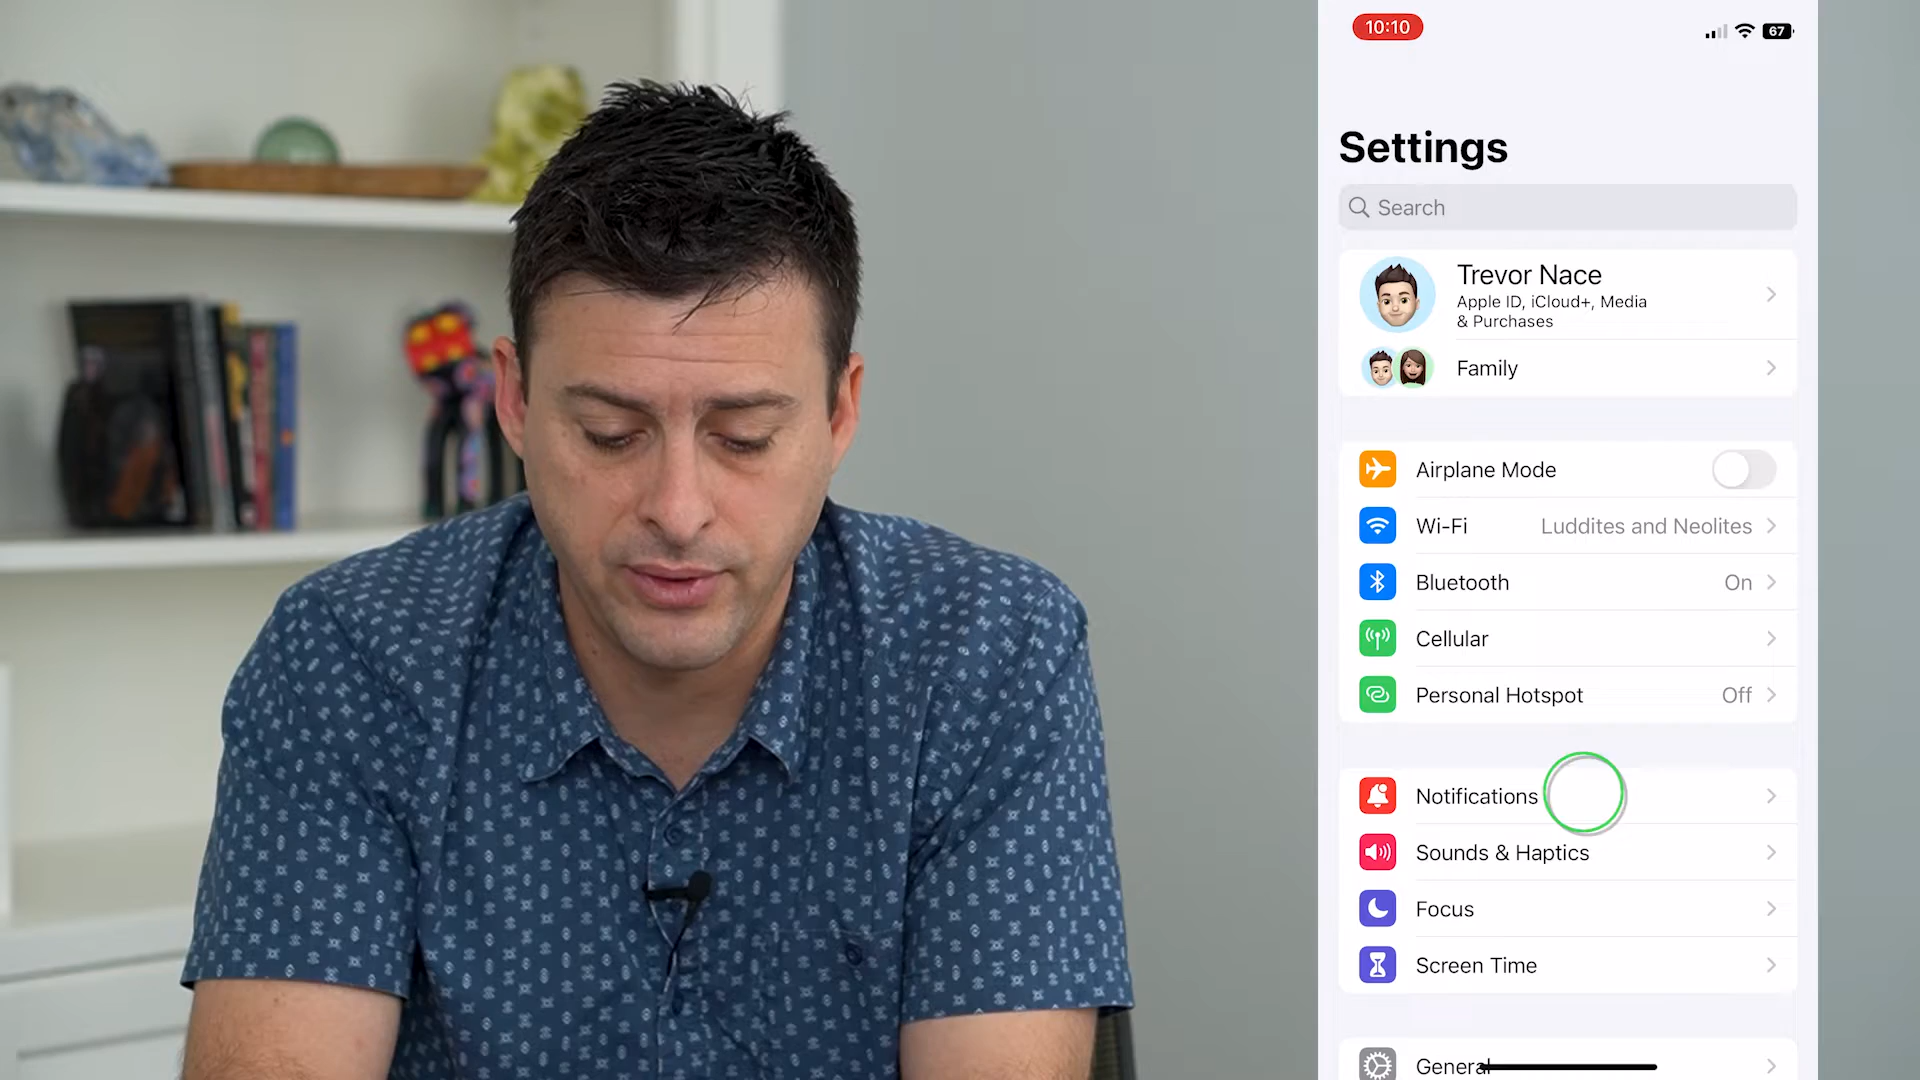 10:10
67
Settings
Search
Trevor Nace
Apple ID, iCloud+, Media
& Purchases
Family
Airplane Mode
Wi-Fi Luddites and Neolites
Bluetooth On
Cellular
Personal Hotspot Off
Notifications
Sounds & Haptics
Focus
Screen Time
General